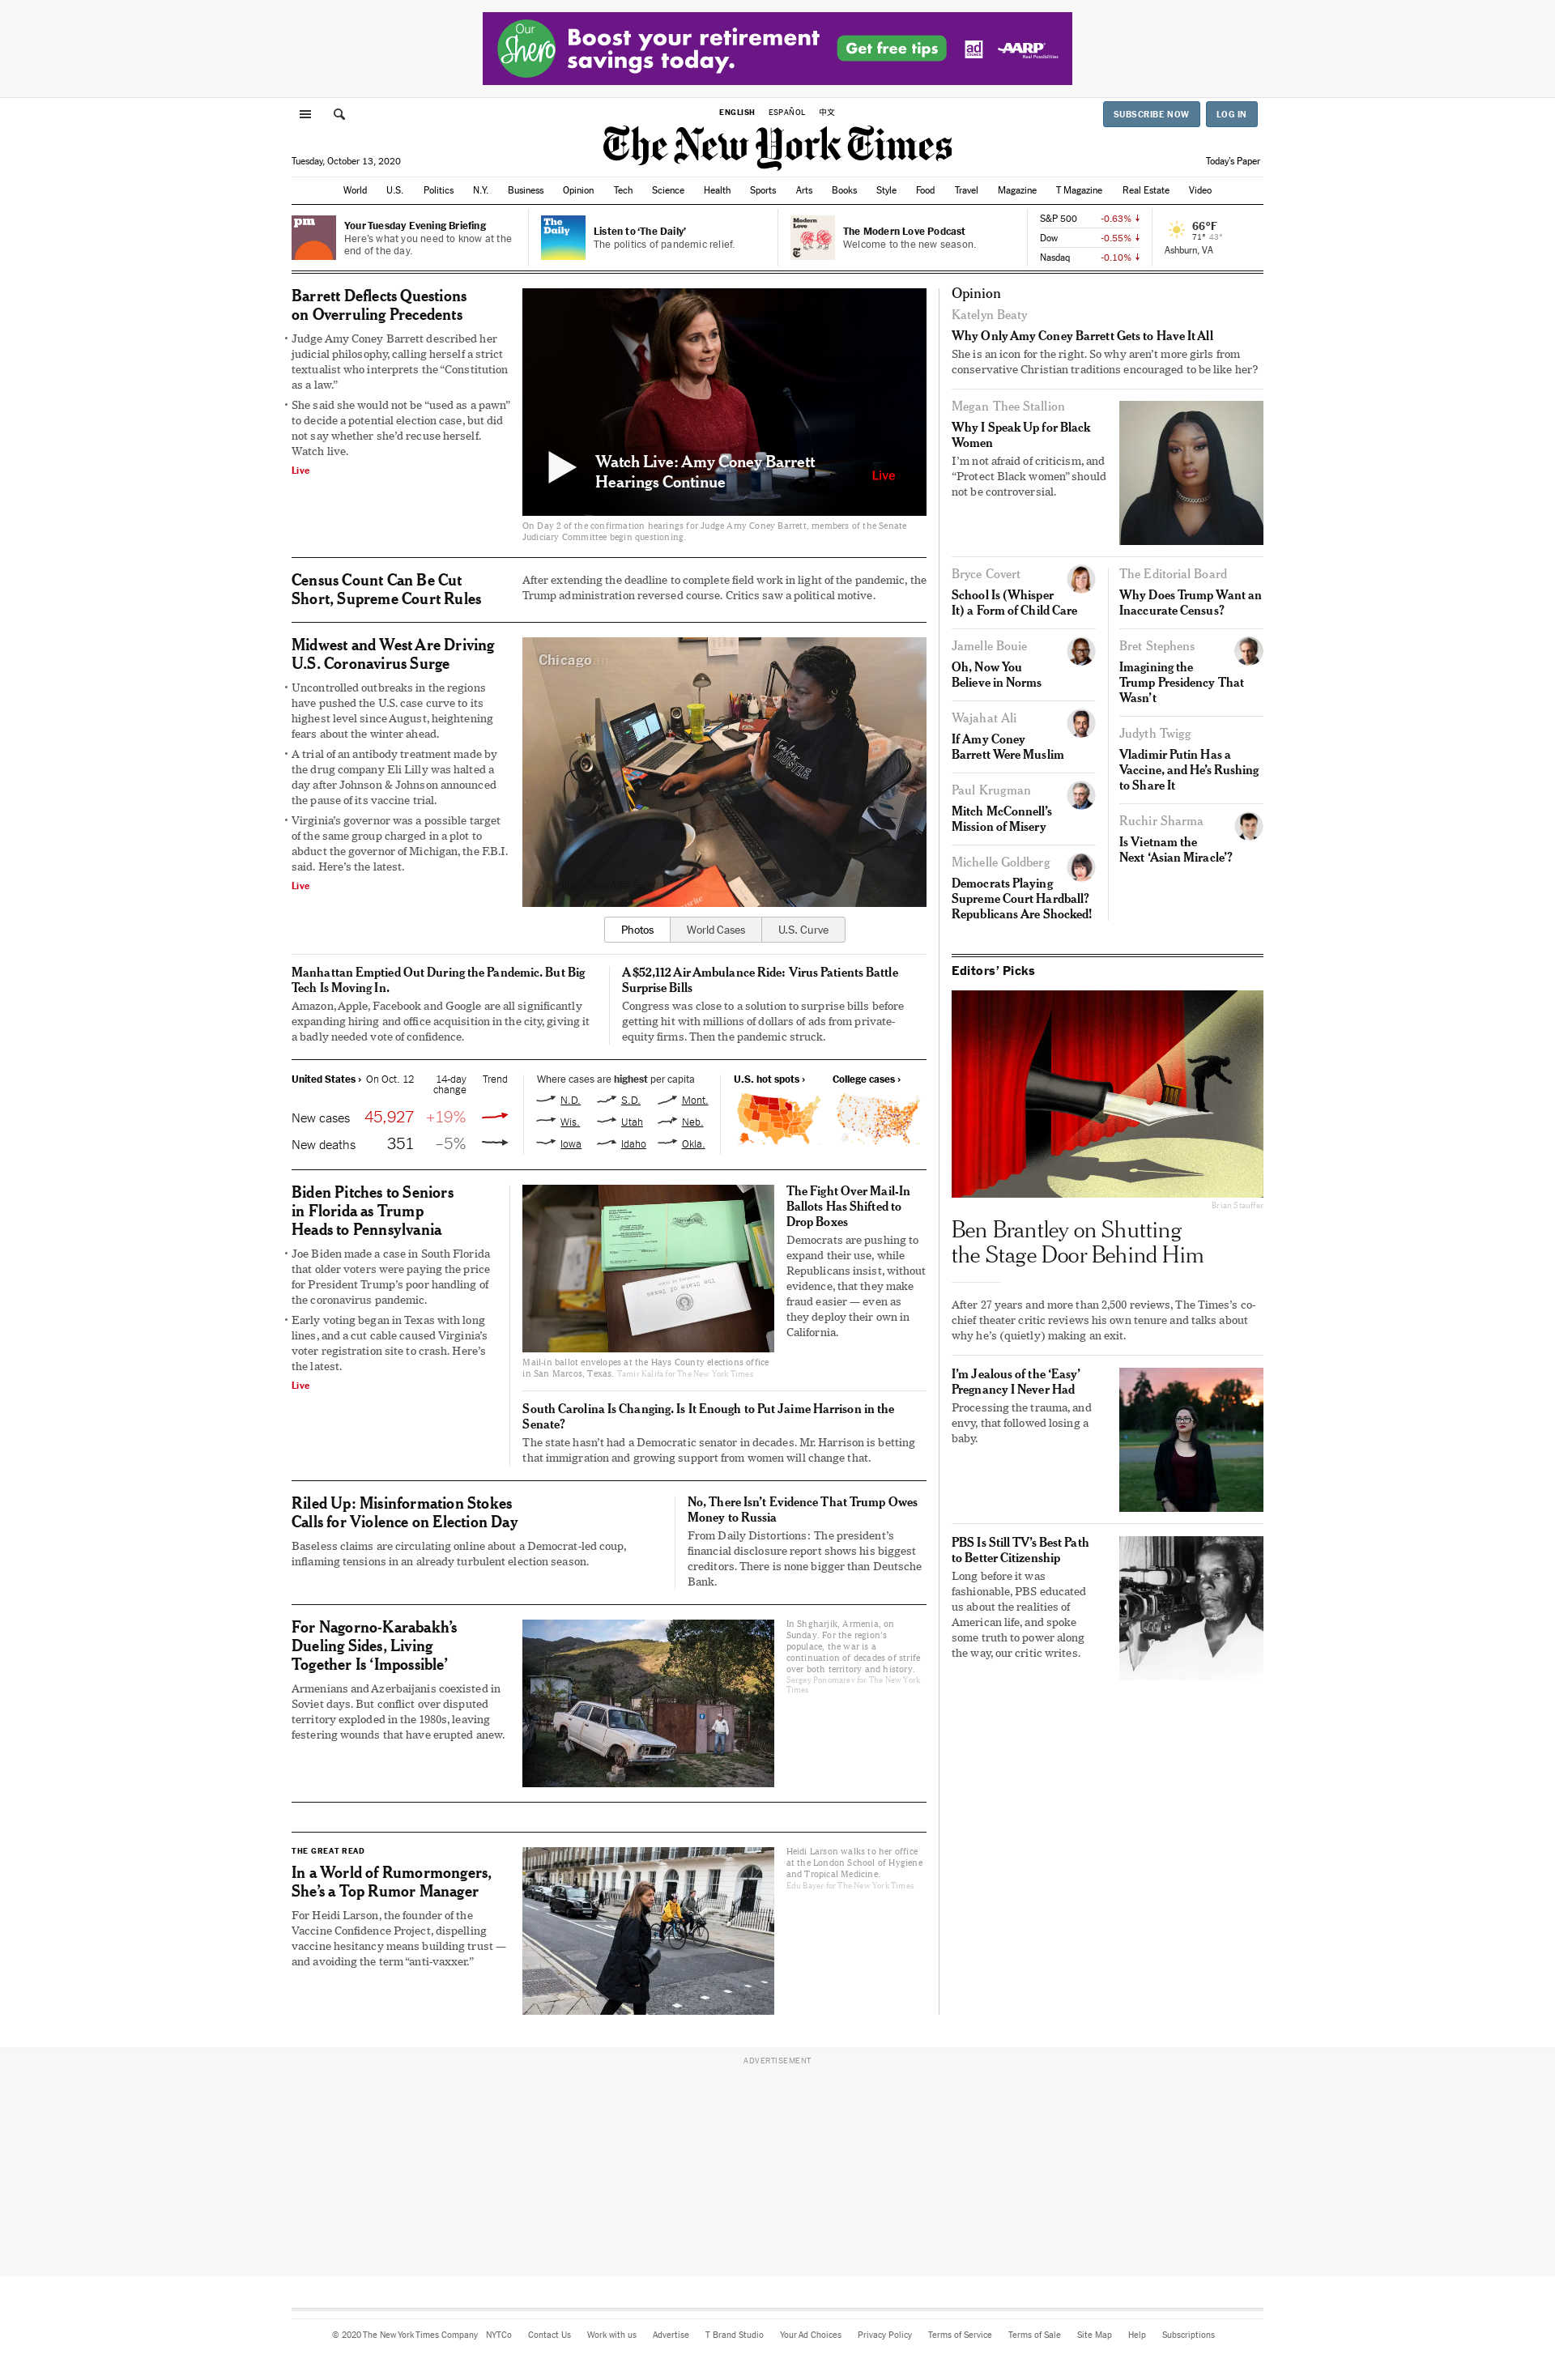 Our
Shero
Boost your retirement
savings today.
Get free tips
ad
COUNCIL
AARP
Real Possibilities
ENGLISH ESPAÑOL 中文
SUBSCRIBE NOW LOG IN
The New York Times
Tuesday, October 13, 2020
Today's Paper
World U.S. Politics N.Y. Business Opinion Tech Science Health Sports Arts Books Style Food Travel Magazine T Magazine Real Estate Video
pm
Your Tuesday Evening Briefing
Here's what you need to know at the
end of the day.
The
Daily
Listen to ‘The Daily’
The politics of pandemic relief.
Modern
Love
The Modern Love Podcast
Welcome to the new season.
S&P 500 -0.63% ↓
Dow -0.55% ↓
Nasdaq -0.10% ↓
66°F
71° 43°
Ashburn, VA
Barrett Deflects Questions
on Overruling Precedents
• Judge Amy Coney Barrett described her
judicial philosophy, calling herself a strict
textualist who interprets the “Constitution
as a law.”
• She said she would not be “used as a pawn”
to decide a potential election case, but did
not say whether she’d recuse herself.
Watch live.
Live
Watch Live: Amy Coney Barrett
Hearings Continue
Live
On Day 2 of the confirmation hearings for Judge Amy Coney Barrett, members of the Senate
Judiciary Committee begin questioning.
Census Count Can Be Cut
Short, Supreme Court Rules
After extending the deadline to complete field work in light of the pandemic, the
Trump administration reversed course. Critics saw a political motive.
Midwest and West Are Driving
U.S. Coronavirus Surge
• Uncontrolled outbreaks in the regions
have pushed the U.S. case curve to its
highest level since August, heightening
fears about the winter ahead.
• A trial of an antibody treatment made by
the drug company Eli Lilly was halted a
day after Johnson & Johnson announced
the pause of its vaccine trial.
• Virginia’s governor was a possible target
of the same group charged in a plot to
abduct the governor of Michigan, the F.B.I.
said. Here’s the latest.
Live
Chicago
Photos World Cases U.S. Curve
Manhattan Emptied Out During the Pandemic. But Big
Tech Is Moving In.
Amazon, Apple, Facebook and Google are all significantly
expanding hiring and office acquisition in the city, giving it
a badly needed vote of confidence.
A $52,112 Air Ambulance Ride: Virus Patients Battle
Surprise Bills
Congress was close to a solution to surprise bills before
getting hit with millions of dollars of ads from private-
equity firms. Then the pandemic struck.
United States › On Oct. 12 14-day
change Trend
New cases 45,927 +19%
New deaths 351 –5%
Where cases are highest per capita
N.D. S.D. Mont.
Wis. Utah Neb.
Iowa Idaho Okla.
U.S. hot spots › College cases ›
Biden Pitches to Seniors
in Florida as Trump
Heads to Pennsylvania
• Joe Biden made a case in South Florida
that older voters were paying the price
for President Trump’s poor handling of
the coronavirus pandemic.
• Early voting began in Texas with long
lines, and a cut cable caused Virginia’s
voter registration site to crash. Here’s
the latest.
Live
Mail-in ballot envelopes at the Hays County elections office
in San Marcos, Texas. Tamir Kalifa for The New York Times
The Fight Over Mail-In
Ballots Has Shifted to
Drop Boxes
Democrats are pushing to
expand their use, while
Republicans insist, without
evidence, that they make
fraud easier — even as
they deploy their own in
California.
South Carolina Is Changing. Is It Enough to Put Jaime Harrison in the
Senate?
The state hasn’t had a Democratic senator in decades. Mr. Harrison is betting
that immigration and growing support from women will change that.
Riled Up: Misinformation Stokes
Calls for Violence on Election Day
Baseless claims are circulating online about a Democrat-led coup,
inflaming tensions in an already turbulent election season.
No, There Isn’t Evidence That Trump Owes
Money to Russia
From Daily Distortions: The president’s
financial disclosure report shows his biggest
creditors. There is none bigger than Deutsche
Bank.
For Nagorno-Karabakh’s
Dueling Sides, Living
Together Is ‘Impossible’
Armenians and Azerbaijanis coexisted in
Soviet days. But conflict over disputed
territory exploded in the 1980s, leaving
festering wounds that have erupted anew.
In Shgharjik, Armenia, on
Sunday. For the region’s
populace, the war is a
continuation of decades of strife
over both territory and history.
Sergey Ponomarev for The New York
Times
THE GREAT READ
In a World of Rumormongers,
She’s a Top Rumor Manager
For Heidi Larson, the founder of the
Vaccine Confidence Project, dispelling
vaccine hesitancy means building trust —
and avoiding the term “anti-vaxxer.”
Heidi Larson walks to her office
at the London School of Hygiene
and Tropical Medicine.
Edu Bayer for The New York Times
Opinion
Katelyn Beaty
Why Only Amy Coney Barrett Gets to Have It All
She is an icon for the right. So why aren’t more girls from
conservative Christian traditions encouraged to be like her?
Megan Thee Stallion
Why I Speak Up for Black
Women
I’m not afraid of criticism, and
“Protect Black women” should
not be controversial.
Bryce Covert
School Is (Whisper
It) a Form of Child Care
Jamelle Bouie
Oh, Now You
Believe in Norms
Wajahat Ali
If Amy Coney
Barrett Were Muslim
Paul Krugman
Mitch McConnell’s
Mission of Misery
Michelle Goldberg
Democrats Playing
Supreme Court Hardball?
Republicans Are Shocked!
The Editorial Board
Why Does Trump Want an
Inaccurate Census?
Bret Stephens
Imagining the
Trump Presidency That
Wasn’t
Judyth Twigg
Vladimir Putin Has a
Vaccine, and He’s Rushing
to Share It
Ruchir Sharma
Is Vietnam the
Next ‘Asian Miracle’?
Editors’ Picks
Brian Stauffer
Ben Brantley on Shutting
the Stage Door Behind Him
After 27 years and more than 2,500 reviews, The Times’s co-
chief theater critic reviews his own tenure and talks about
why he’s (quietly) making an exit.
I’m Jealous of the ‘Easy’
Pregnancy I Never Had
Processing the trauma, and
envy, that followed losing a
baby.
PBS Is Still TV’s Best Path
to Better Citizenship
Long before it was
fashionable, PBS educated
us about the realities of
American life, and spoke
some truth to power along
the way, our critic writes.
ADVERTISEMENT
© 2020 The New York Times Company NYTCo Contact Us Work with us Advertise T Brand Studio Your Ad Choices Privacy Policy Terms of Service Terms of Sale Site Map Help Subscriptions